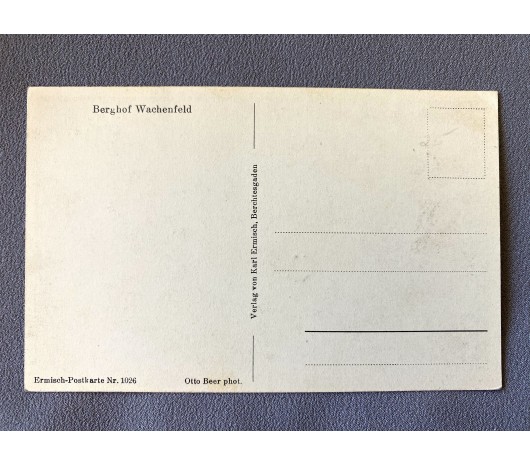 Berghof Wachenfeld
Verlag von Karl Ermisch, Berchtesgaden
Ermisch-Postkarte Nr. 1026
Otto Beer phot.